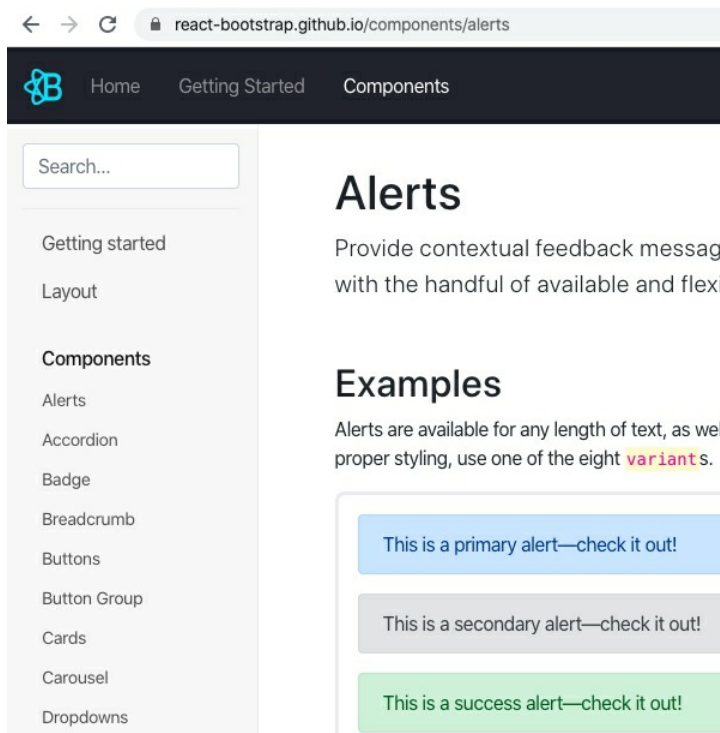 react-bootstrap.github.io/components/alerts
B Home Getting Started Components
Search...
Getting started
Layout
Components
Alerts
Accordion
Badge
Breadcrumb
Buttons
Button Group
Cards
Carousel
Dropdowns
Alerts
Provide contextual feedback messag
with the handful of available and flexi
Examples
Alerts are available for any length of text, as wel
proper styling, use one of the eight variants.
This is a primary alert—check it out!
This is a secondary alert—check it out!
This is a success alert—check it out!